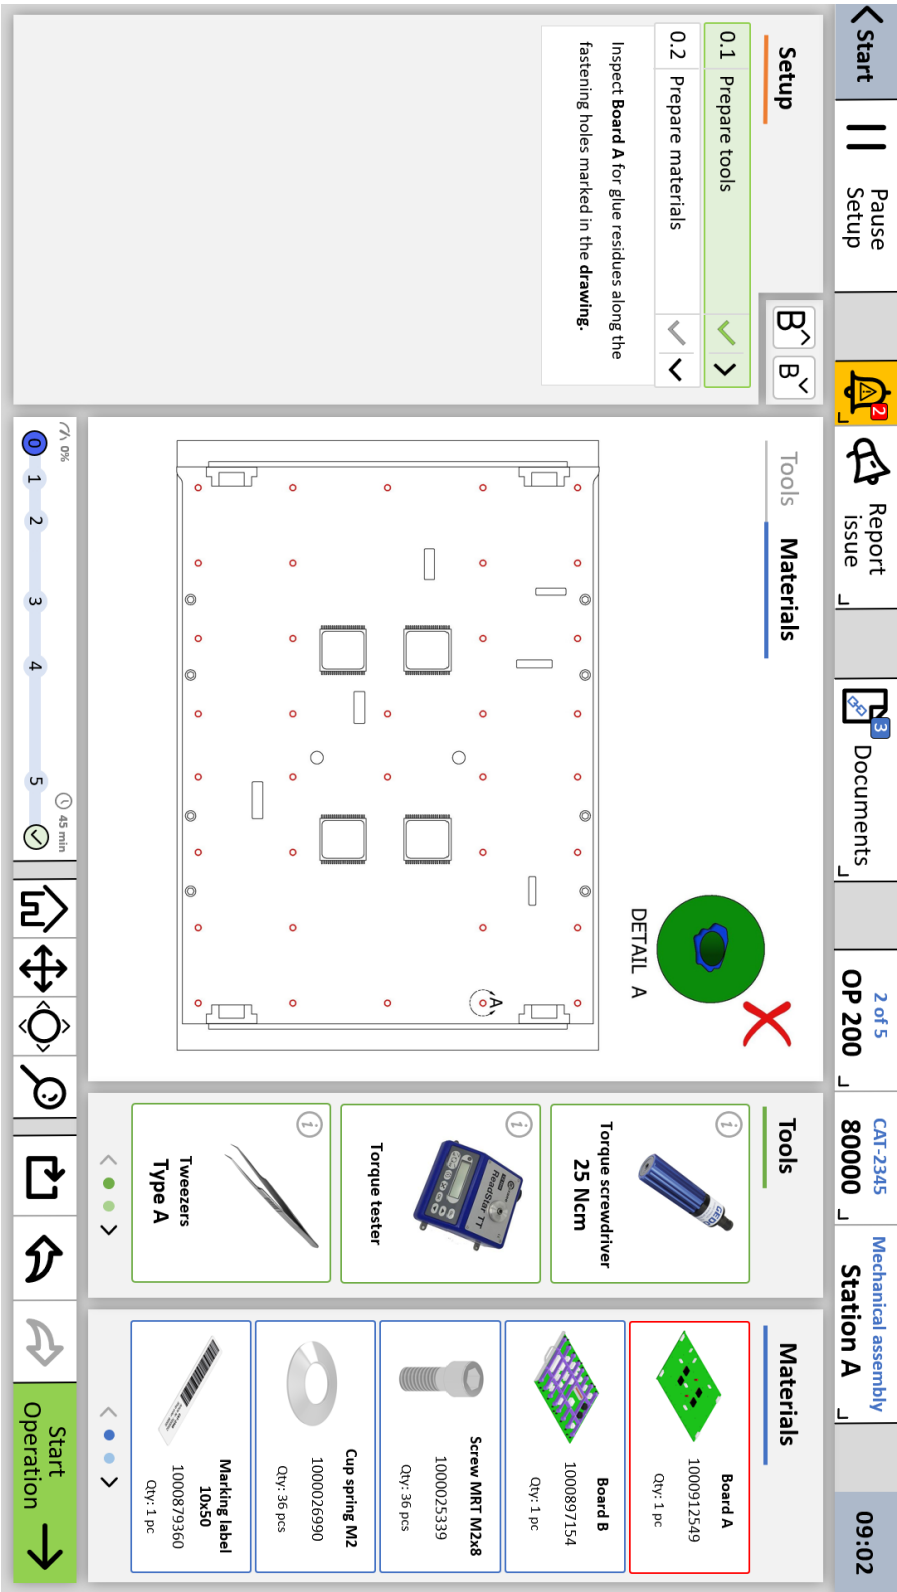 Start
Pause
Setup
2
Report
issue
3
Documents
2 of 5
OP 200
CAT-2345
80000
Mechanical assembly
Station A
09:02
Setup
B
B
0.1 Prepare tools
0.2 Prepare materials
Inspect Board A for glue residues along the
fastening holes marked in the drawing.
Tools
Materials
A
DETAIL A
Tools
Torque screwdriver
25 Ncm
GED
ReadStar TT
Torque tester
Tweezers
Type A
Materials
Board A
1000912549
Qty: 1 pc
Board B
1000897154
Qty: 1 pc
Screw MRT M2x8
1000025339
Qty: 36 pcs
Cup spring M2
1000026990
Qty: 36 pcs
Marking label
10x50
1000879360
Qty: 1 pc
0%
45 min
0
1
2
3
4
5
Start
Operation